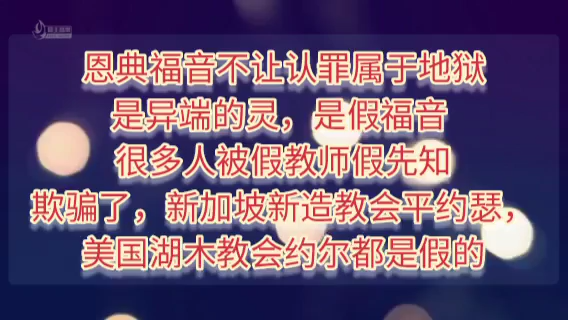 恩典福音不让认罪属于地狱
是异端的灵，是假福音
很多人被假教师假先知
欺骗了，新加坡新造教会平约瑟，
美国湖木教会约尔都是假的